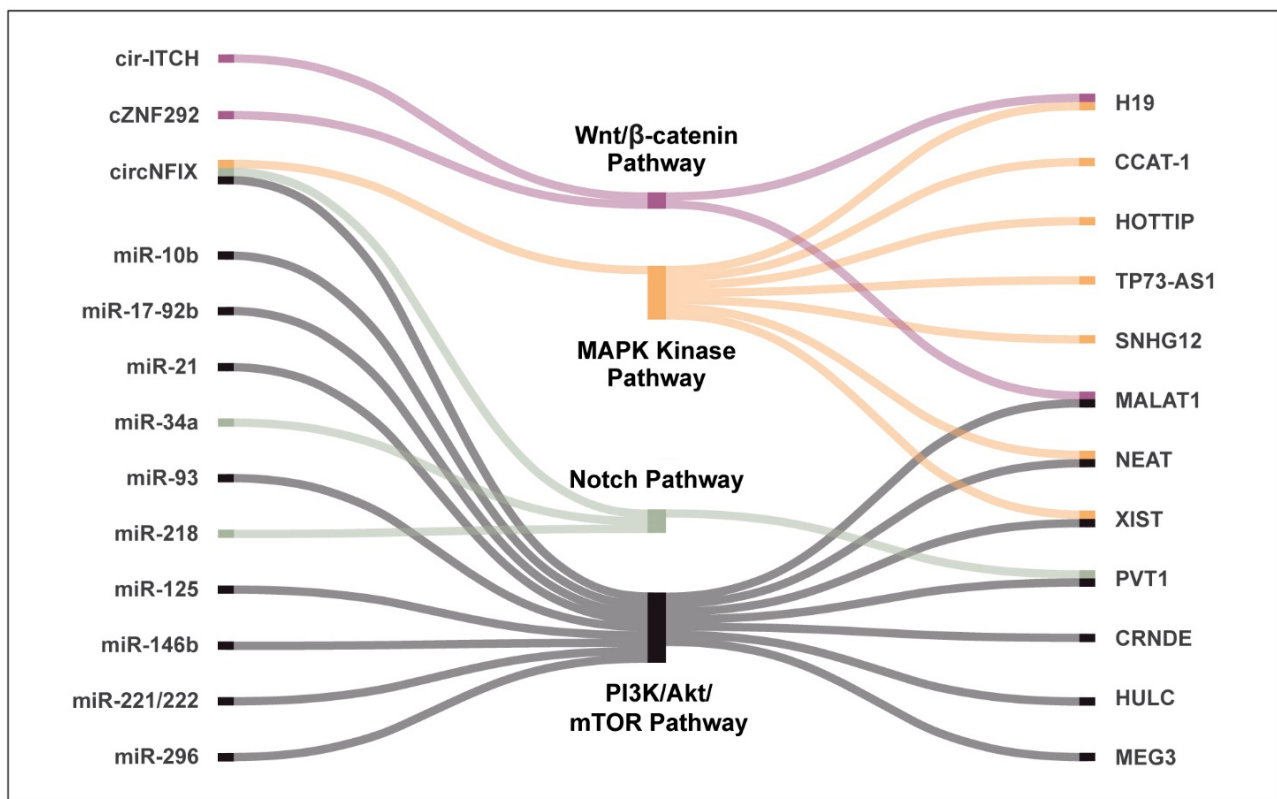 cir-ITCH
cZNF292
circNFIX
miR-10b
miR-17-92b
miR-21
miR-34a
miR-93
miR-218
miR-125
miR-146b
miR-221/222
miR-296
Wnt/β-catenin
Pathway
MAPK Kinase
Pathway
Notch Pathway
PI3K/Akt/
mTOR Pathway
H19
CCAT-1
HOTTIP
TP73-AS1
SNHG12
MALAT1
NEAT
XIST
PVT1
CRNDE
HULC
MEG3